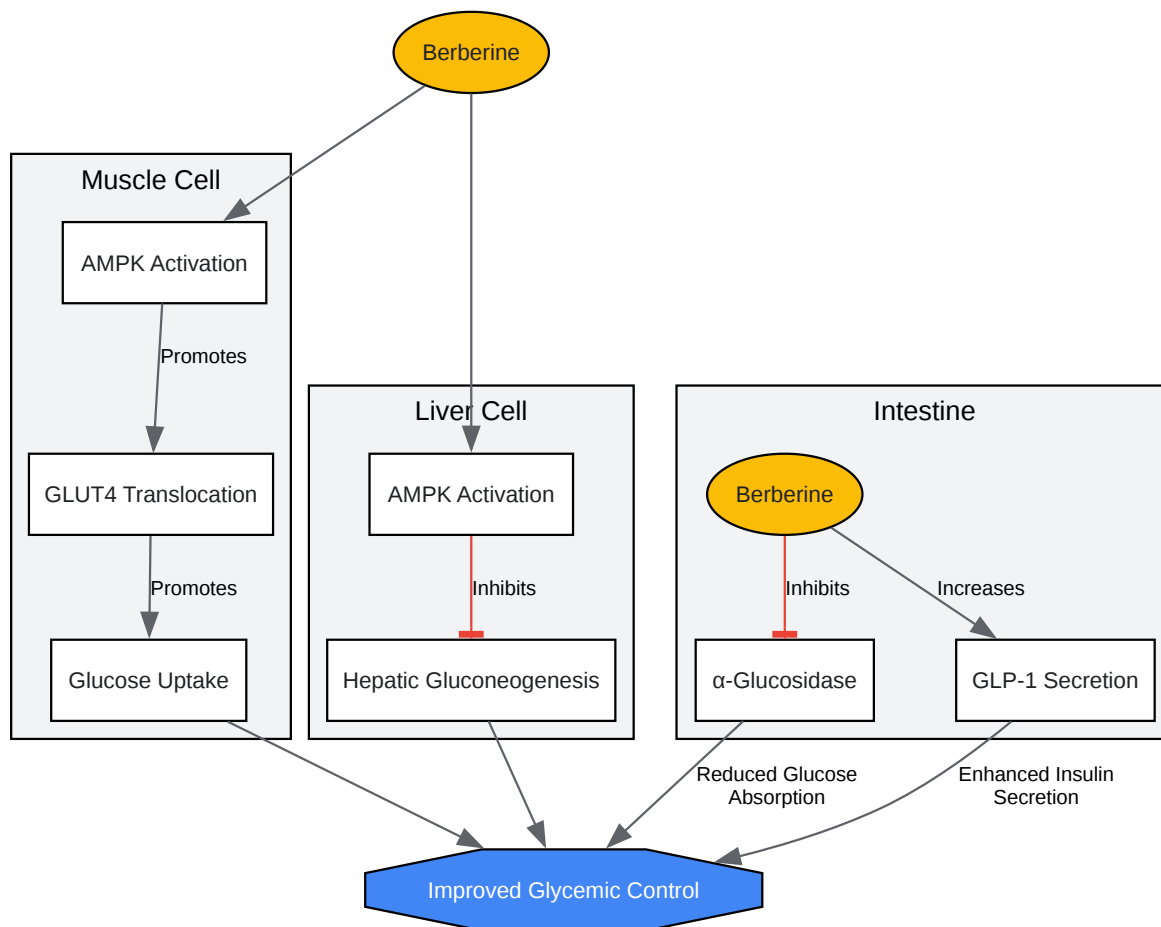 Berberine
Muscle Cell
AMPK Activation
Promotes
GLUT4 Translocation
Promotes
Glucose Uptake
Liver Cell
AMPK Activation
Inhibits
Hepatic Gluconeogenesis
Intestine
Berberine
Inhibits
Increases
α-Glucosidase
GLP-1 Secretion
Reduced Glucose
Absorption
Enhanced Insulin
Secretion
Improved Glycemic Control